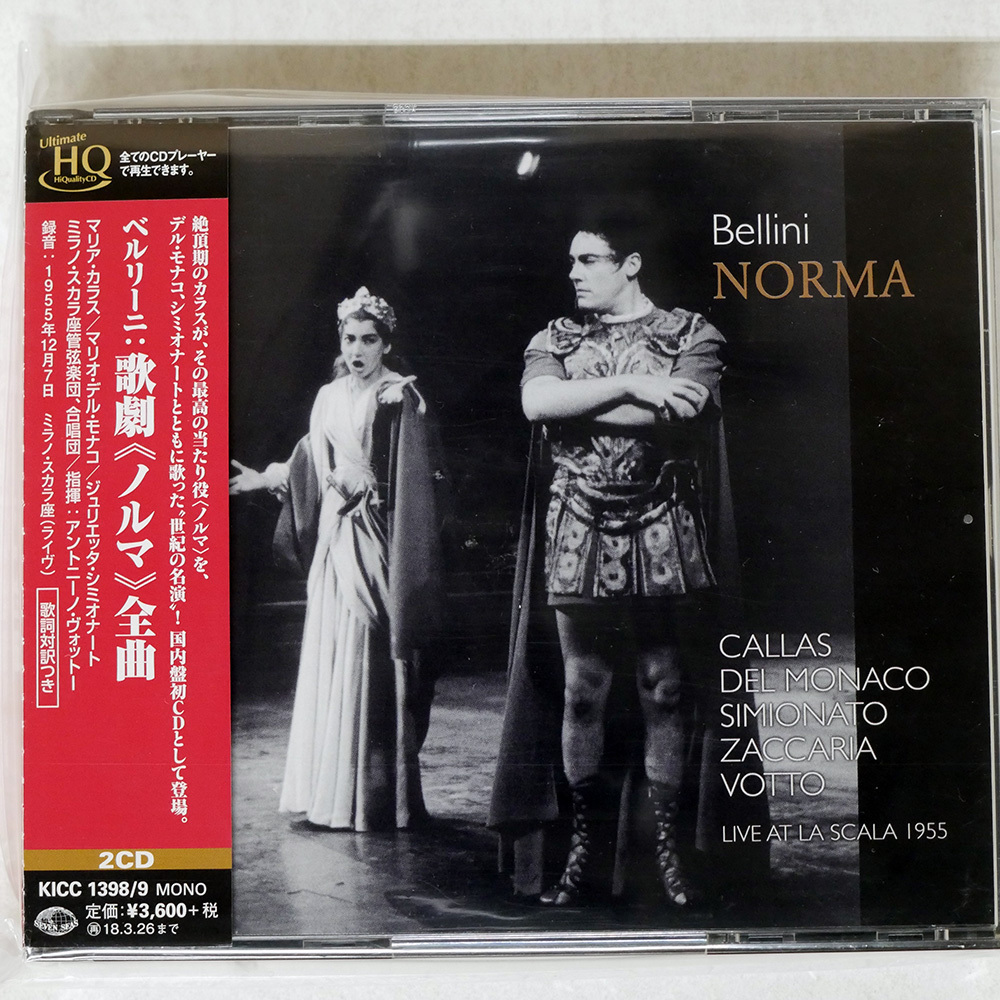 Ultimate
HQ
HiQualityCD
全てのCDプレーヤー
で再生できます。
絶頂期のカラスが、その最高の当たり役〈ノルマ〉を、
デル・モナコ、シミオナートとともに歌った“世紀の名演”！ 国内盤初CDとして登場。
ベルリーニ：歌劇《ノルマ》全曲
マリア・カラス／マリオ・デル・モナコ／ジュリエッタ・シミオナート
ミラノ・スカラ座管弦楽団、合唱団／指揮：アントニーノ・ヴォットー
録音：1955年12月7日 ミラノ・スカラ座（ライヴ） 歌詞対訳つき
2CD
KICC 1398/9 MONO
定価：¥3,600＋税
再 18.3.26まで
SEVEN SEAS
Bellini
NORMA
CALLAS
DEL MONACO
SIMIONATO
ZACCARIA
VOTTO
LIVE AT LA SCALA 1955